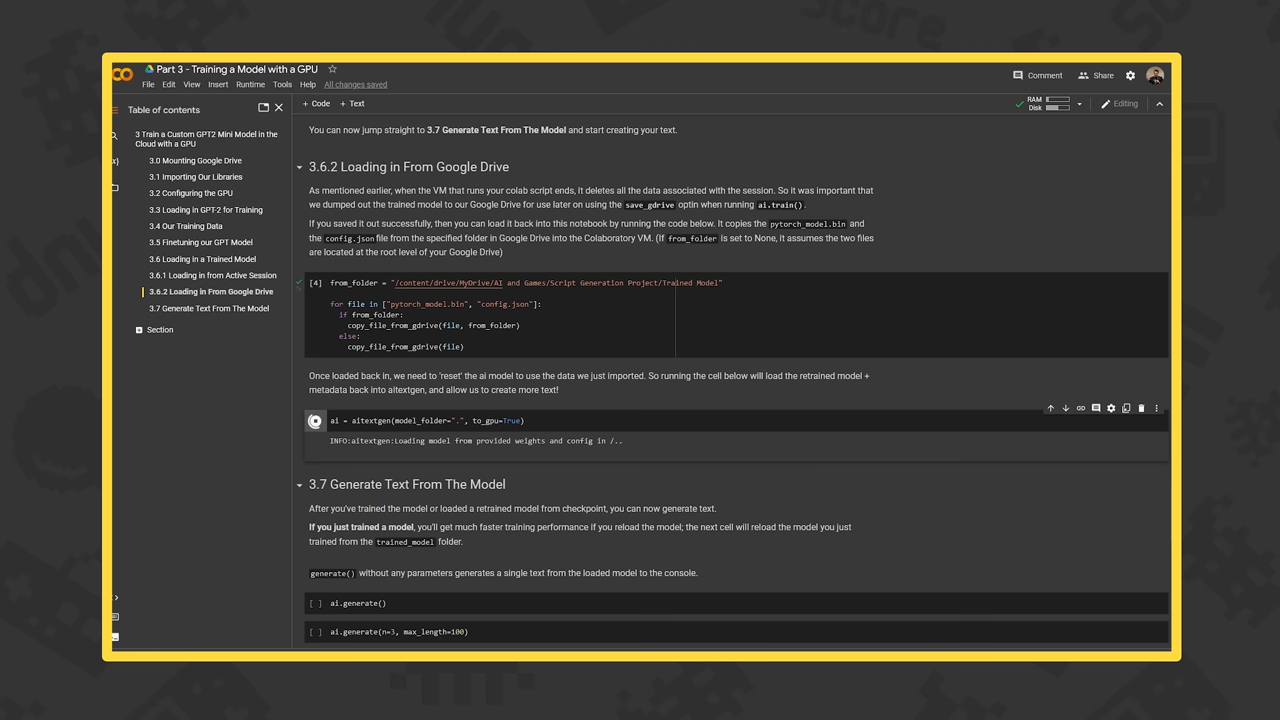 Part 3 - Training a Model with a GPU
File Edit View Insert Runtime Tools Help All changes saved
Comment Share
Table of contents
+ Code + Text
RAM
Disk
Editing
3 Train a Custom GPT2 Mini Model in the
Cloud with a GPU
3.0 Mounting Google Drive
3.1 Importing Our Libraries
3.2 Configuring the GPU
3.3 Loading in GPT-2 for Training
3.4 Our Training Data
3.5 Finetuning our GPT Model
3.6 Loading in a Trained Model
3.6.1 Loading in from Active Session
3.6.2 Loading in From Google Drive
3.7 Generate Text From The Model
Section
You can now jump straight to 3.7 Generate Text From The Model and start creating your text.
3.6.2 Loading in From Google Drive
As mentioned earlier, when the VM that runs your colab script ends, it deletes all the data associated with the session. So it was important that
we dumped out the trained model to our Google Drive for use later on using the save_gdrive optin when running ai.train().
If you saved it out successfully, then you can load it back into this notebook by running the code below. It copies the pytorch_model.bin and
the config.json file from the specified folder in Google Drive into the Colaboratory VM. (If from_folder is set to None, it assumes the two files
are located at the root level of your Google Drive)
[4] from_folder = "/content/drive/MyDrive/AI and Games/Script Generation Project/Trained Model"
for file in ["pytorch_model.bin", "config.json"]:
if from_folder:
copy_file_from_gdrive(file, from_folder)
else:
copy_file_from_gdrive(file)
Once loaded back in, we need to 'reset' the ai model to use the data we just imported. So running the cell below will load the retrained model +
metadata back into aitextgen, and allow us to create more text!
ai = aitextgen(model_folder=".", to_gpu=True)
INFO:aitextgen:Loading model from provided weights and config in /..
3.7 Generate Text From The Model
After you've trained the model or loaded a retrained model from checkpoint, you can now generate text.
If you just trained a model, you'll get much faster training performance if you reload the model; the next cell will reload the model you just
trained from the trained_model folder.
generate() without any parameters generates a single text from the loaded model to the console.
[ ] ai.generate()
[ ] ai.generate(n=3, max_length=100)